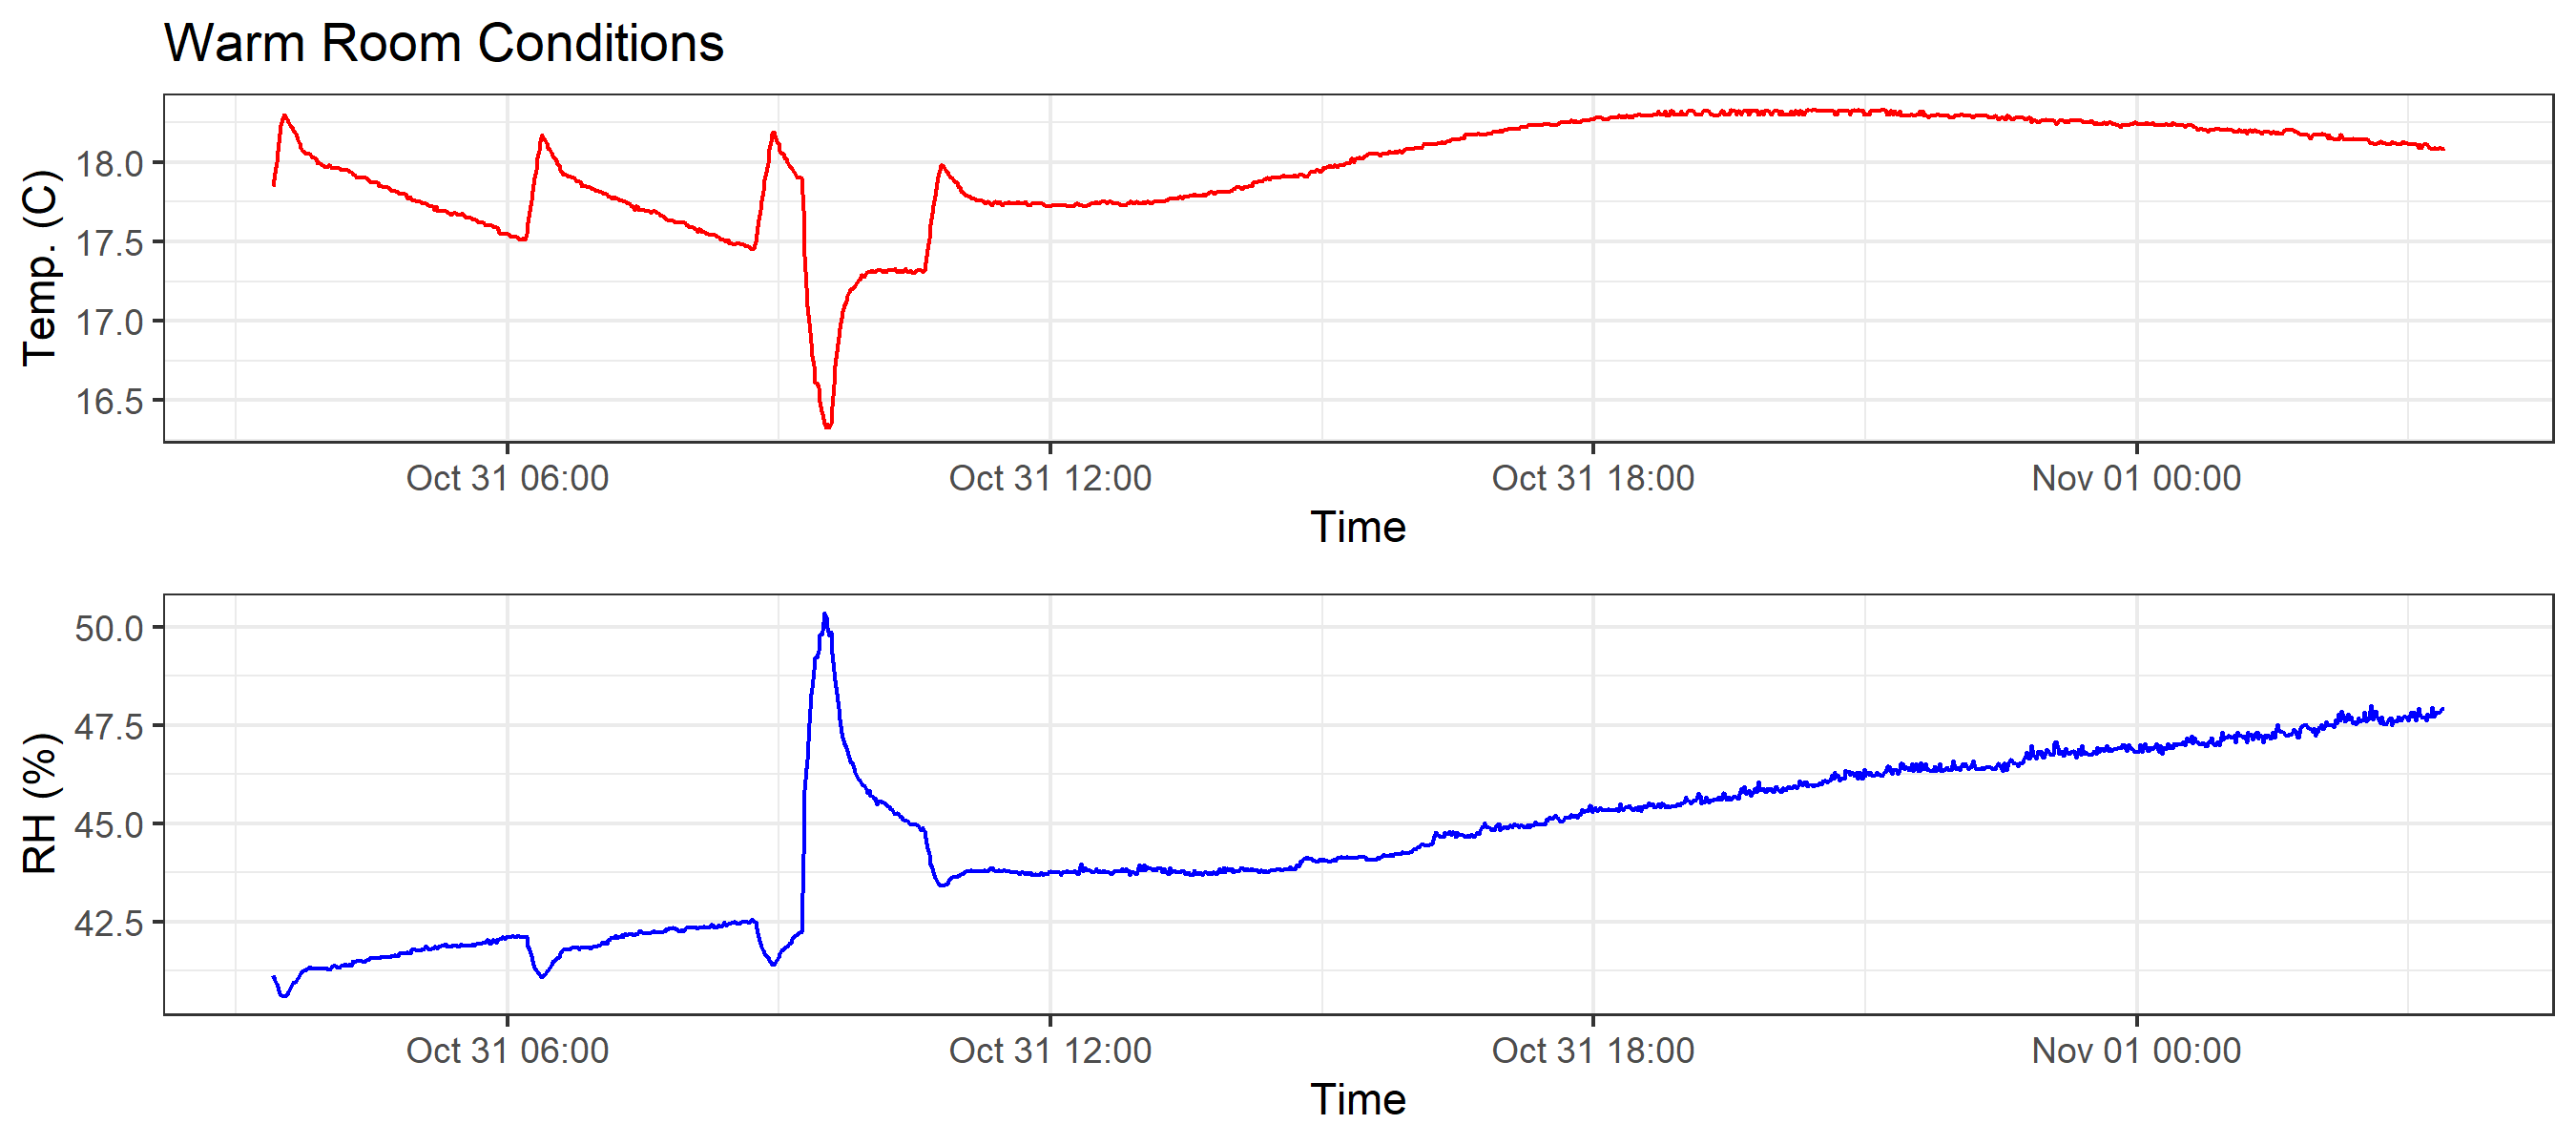 Warm Room Conditions
Temp. (C)
18.0
17.5
17.0
16.5
Oct 31 06:00 Oct 31 12:00 Oct 31 18:00 Nov 01 00:00
Time
RH (%)
50.0
47.5
45.0
42.5
Oct 31 06:00 Oct 31 12:00 Oct 31 18:00 Nov 01 00:00
Time